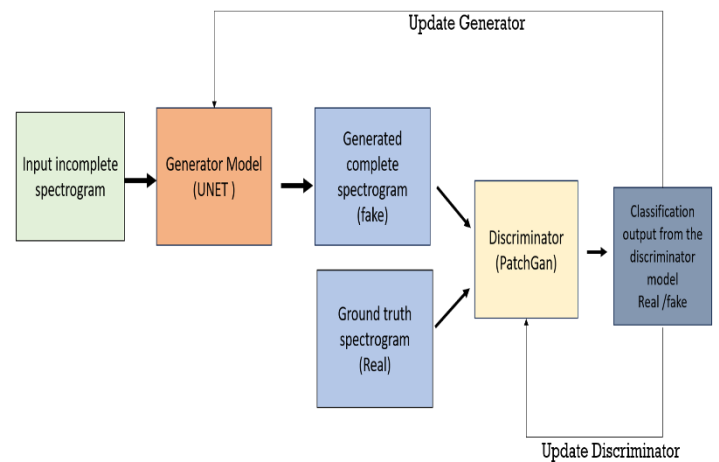 Update Generator
Input incomplete
spectrogram
Generator Model
(UNET )
Generated
complete
spectrogram
(fake)
Ground truth
spectrogram
(Real)
Discriminator
(PatchGan)
Classification
output from the
discriminator
model
Real /fake
Update Discriminator